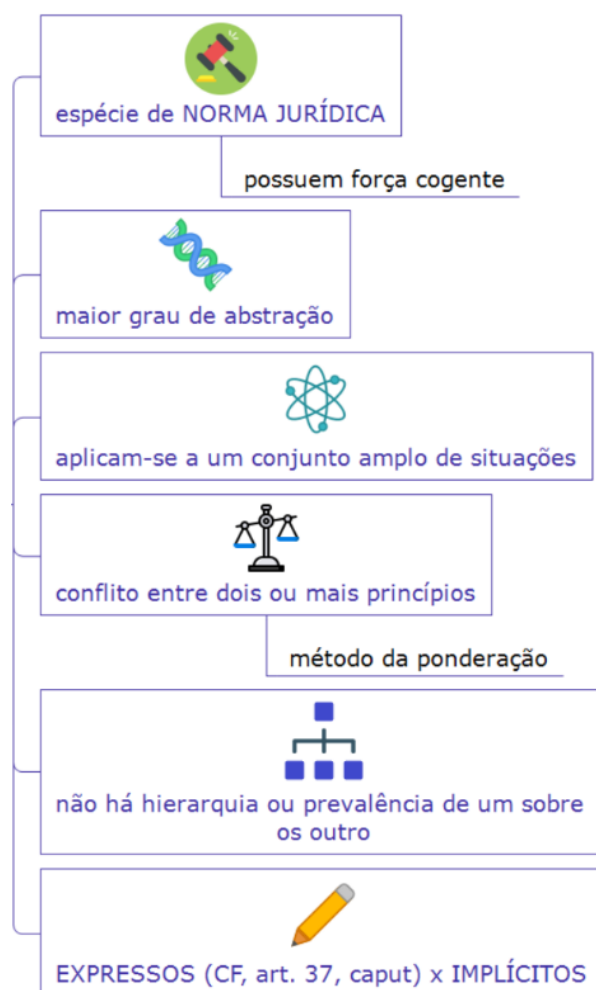 espécie de NORMA JURÍDICA
possuem força cogente
maior grau de abstração
aplicam-se a um conjunto amplo de situações
conflito entre dois ou mais princípios
método da ponderação
não há hierarquia ou prevalência de um sobre
os outro
EXPRESSOS (CF, art. 37, caput) x IMPLÍCITOS